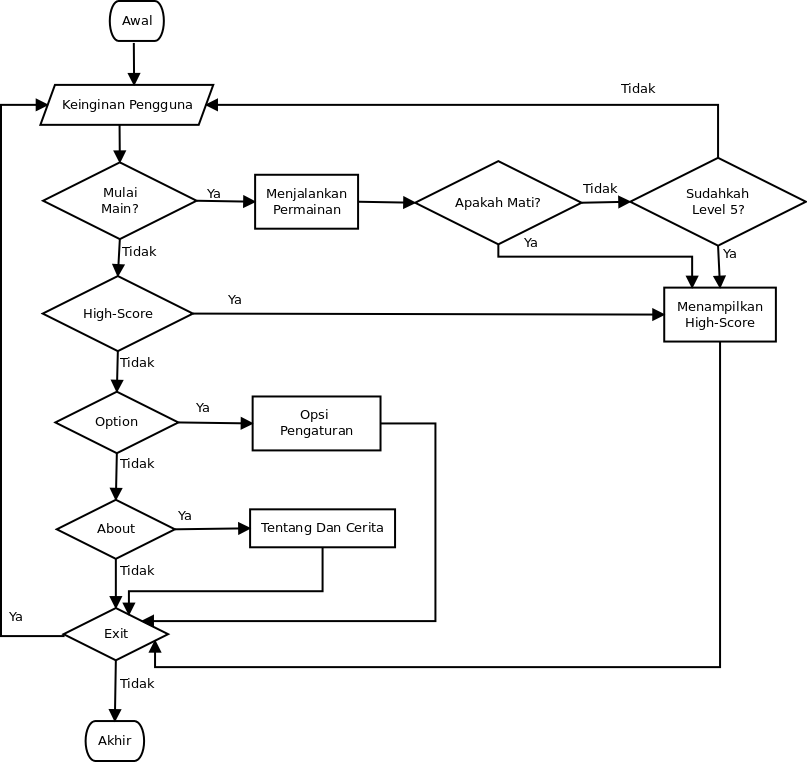 Awal
Keinginan Pengguna
Tidak
Mulai
Main?
Ya
Menjalankan
Permainan
Apakah Mati?
Tidak
Sudahkah
Level 5?
Ya
Ya
Tidak
High-Score
Ya
Menampilkan
High-Score
Tidak
Option
Ya
Opsi
Pengaturan
Tidak
About
Ya
Tentang Dan Cerita
Tidak
Ya
Exit
Tidak
Akhir